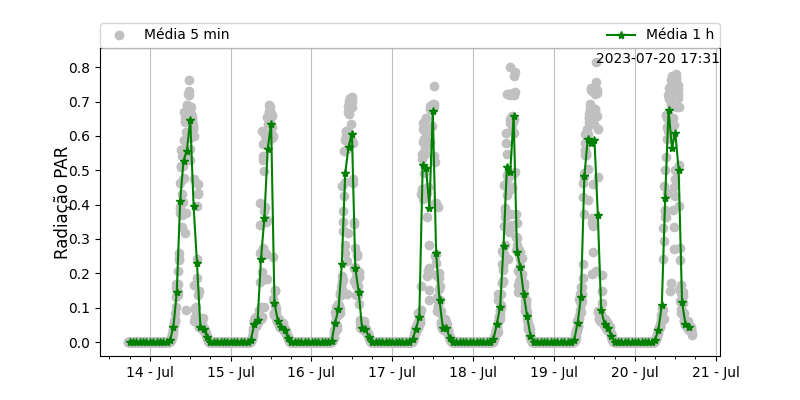 Média 5 min
Média 1 h
2023-07-20 17:31
0.8
0.7
0.6
0.5
0.4
0.3
0.2
0.1
0.0
Radiação PAR
14 - Jul
15 - Jul
16 - Jul
17 - Jul
18 - Jul
19 - Jul
20 - Jul
21 - Jul